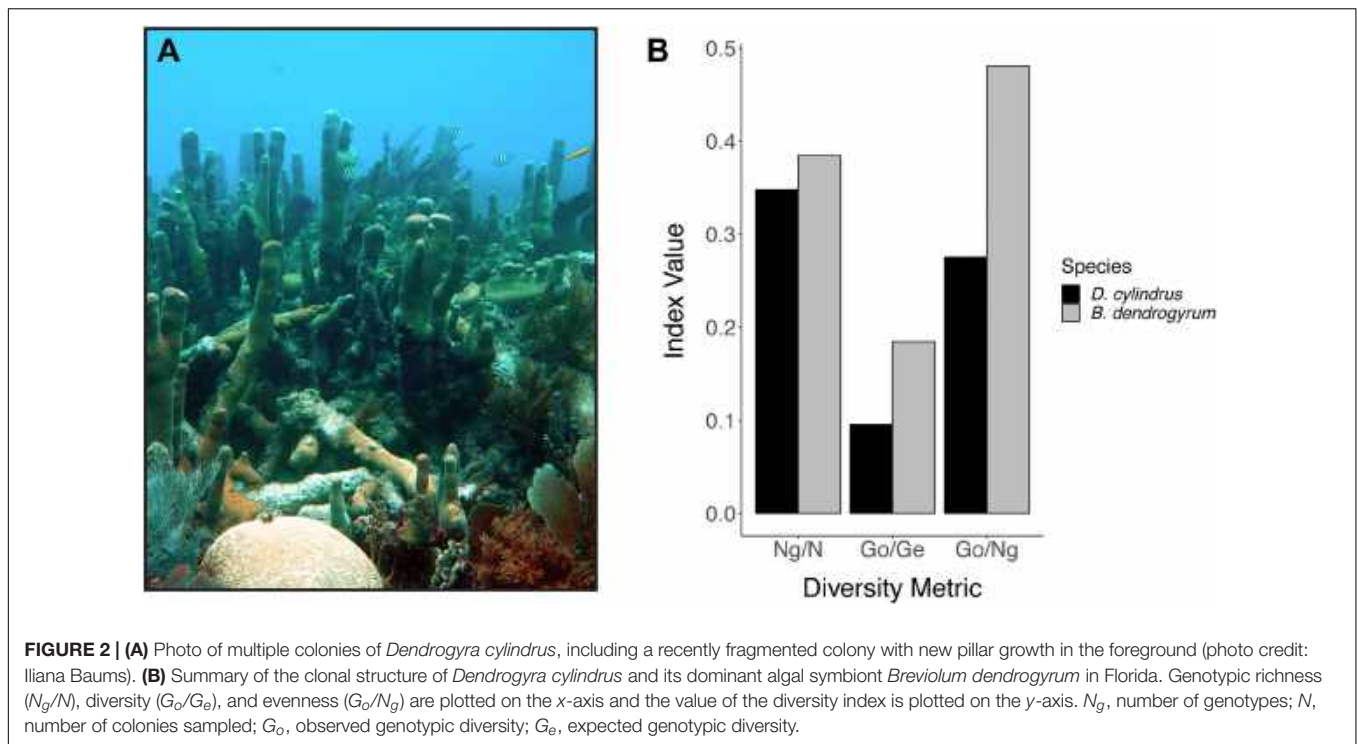 A
B
0.5
0.4
0.3
0.2
0.1
0.0
Index Value
Ng/N Go/Ge Go/Ng
Diversity Metric
Species
D. cylindrus
B. dendrogyrum
FIGURE 2 | (A) Photo of multiple colonies of Dendrogyra cylindrus, including a recently fragmented colony with new pillar growth in the foreground (photo credit:
Iliana Baums). (B) Summary of the clonal structure of Dendrogyra cylindrus and its dominant algal symbiont Breviolum dendrogyrum in Florida. Genotypic richness
(Ng/N), diversity (Go/Ge), and evenness (Go/Ng) are plotted on the x-axis and the value of the diversity index is plotted on the y-axis. Ng, number of genotypes; N,
number of colonies sampled; Go, observed genotypic diversity; Ge, expected genotypic diversity.